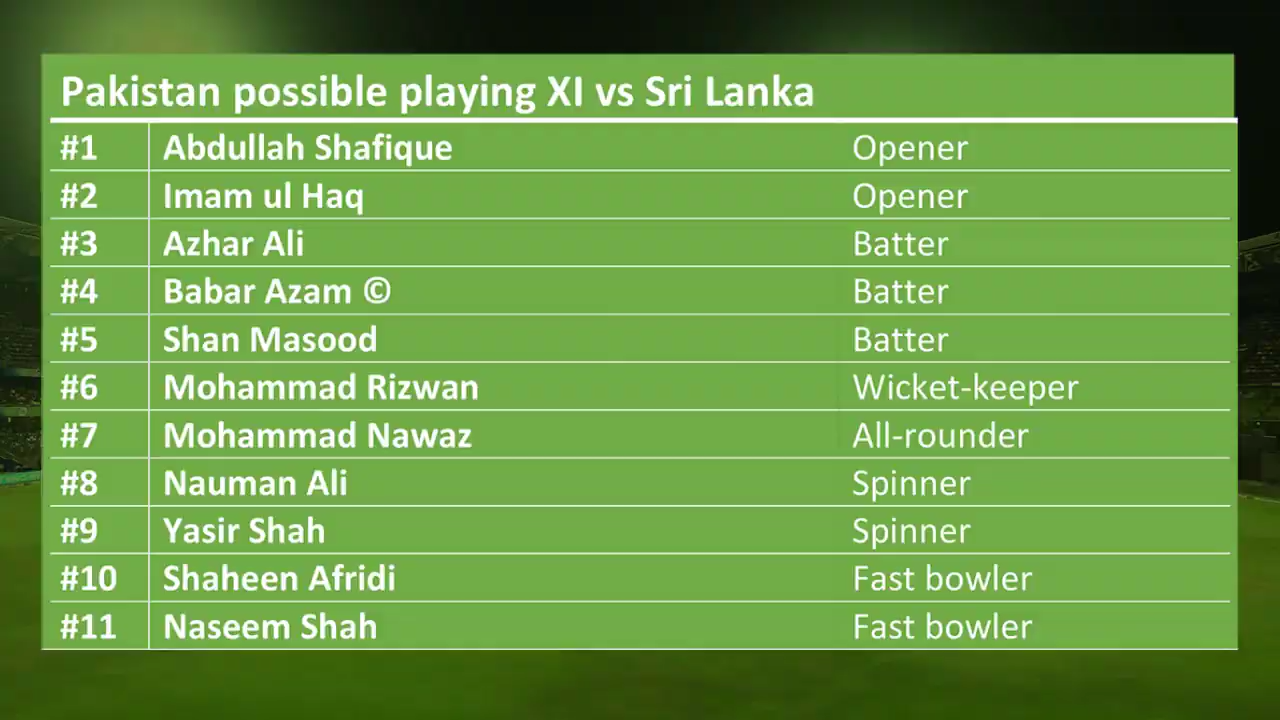 Pakistan possible playing XI vs Sri Lanka
#1 Abdullah Shafique Opener
#2 Imam ul Haq Opener
#3 Azhar Ali Batter
#4 Babar Azam © Batter
#5 Shan Masood Batter
#6 Mohammad Rizwan Wicket-keeper
#7 Mohammad Nawaz All-rounder
#8 Nauman Ali Spinner
#9 Yasir Shah Spinner
#10 Shaheen Afridi Fast bowler
#11 Naseem Shah Fast bowler